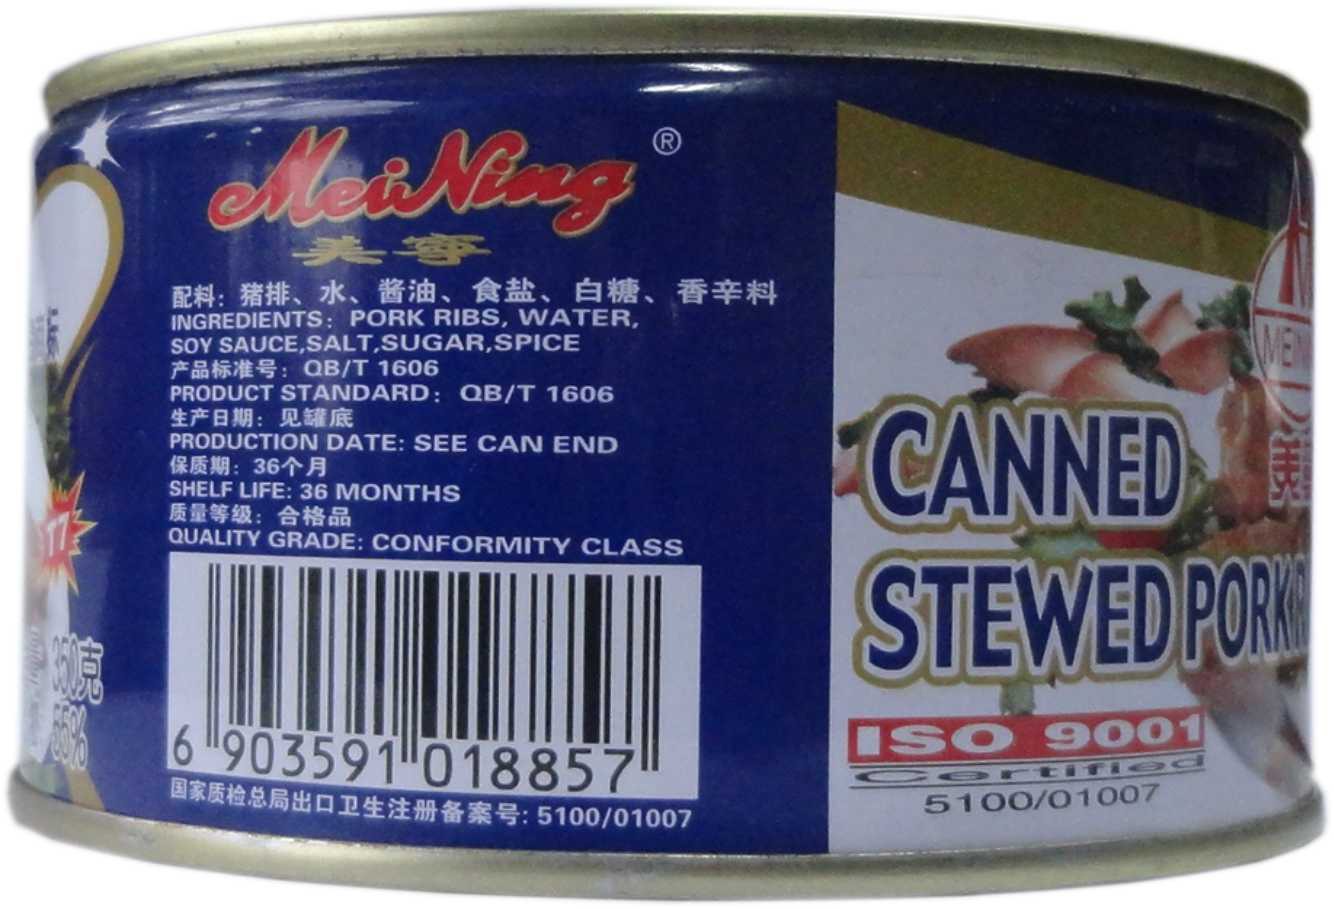 MeiNing®
美寜
配料：猪排、水、酱油、食盐、白糖、香辛料
INGREDIENTS: PORK RIBS, WATER,
SOY SAUCE,SALT,SUGAR,SPICE
产品标准号：QB/T 1606
PRODUCT STANDARD: QB/T 1606
生产日期：见罐底
PRODUCTION DATE: SEE CAN END
保质期：36个月
SHELF LIFE: 36 MONTHS
质量等级：合格品
QUALITY GRADE: CONFORMITY CLASS
6 903591 018857
国家质检总局出口卫生注册备案号: 5100/01007
350克
55%
CANNED
STEWED PORK
ISO 9001
Certified
5100/01007